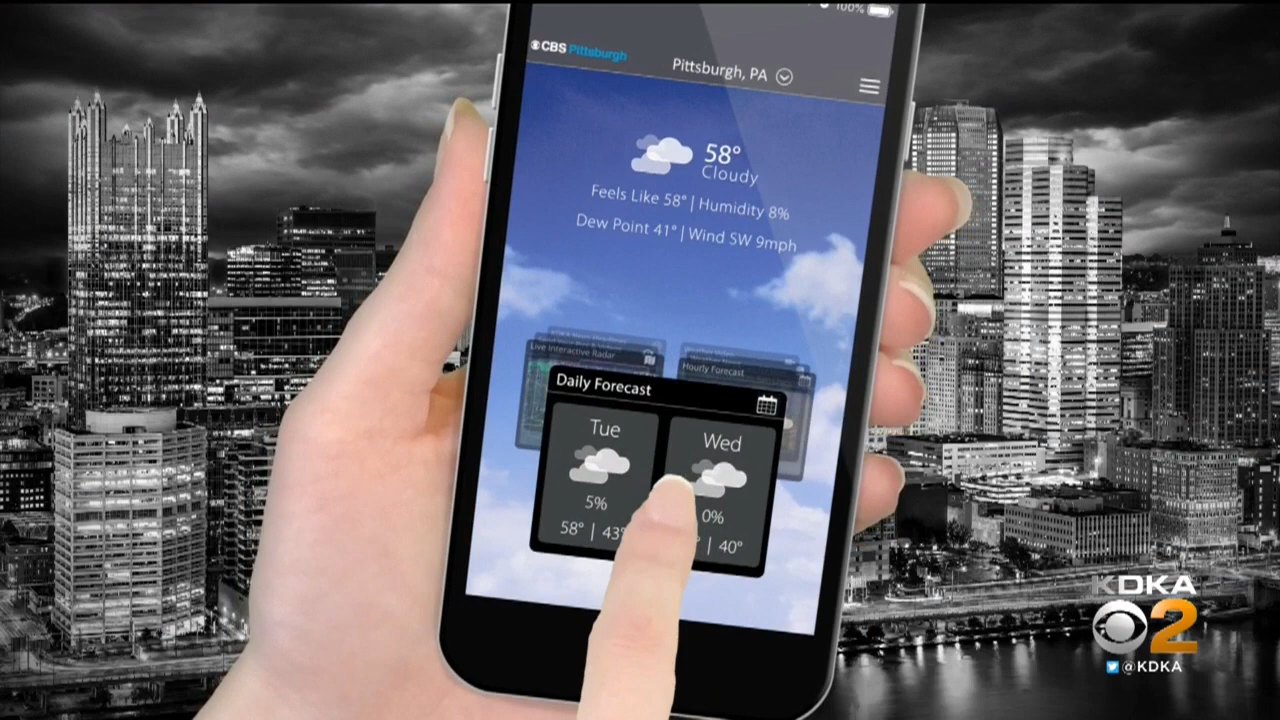 100%
CBS Pittsburgh
Pittsburgh, PA
58°
Cloudy
Feels Like 58° | Humidity 8%
Dew Point 41° | Wind SW 9mph
Live Interactive Radar
Hourly Forecast
Daily Forecast
Tue
5%
58° | 43°
Wed
0%
° | 40°
KDKA
2
@KDKA